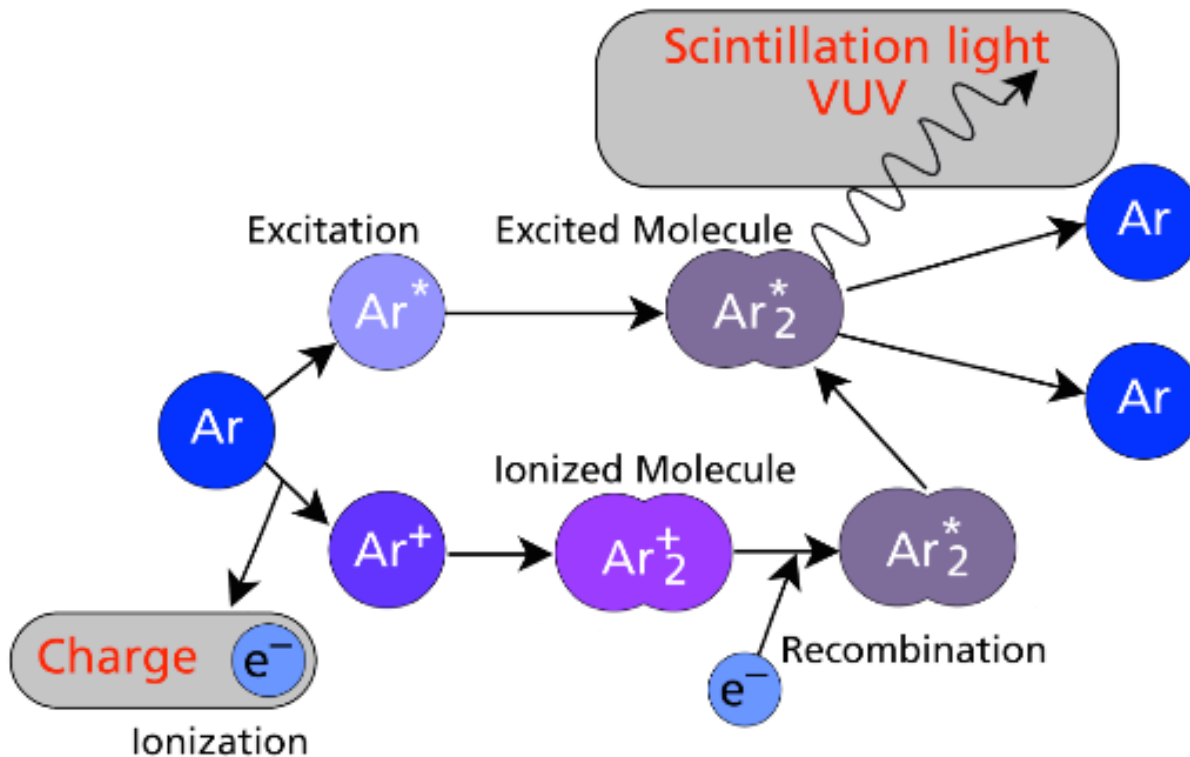 Scintillation light
VUV
Excitation
Excited Molecule
Ar
Ar*
Ar₂*
Ar
Ar
Ionized Molecule
Ar⁺
Ar₂⁺
Ar₂*
Charge e⁻
e⁻
Recombination
Ionization